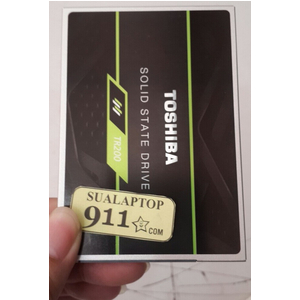 TOSHIBA
SOLID STATE DRIVE
TR200
SUALAPTOP
911
.COM